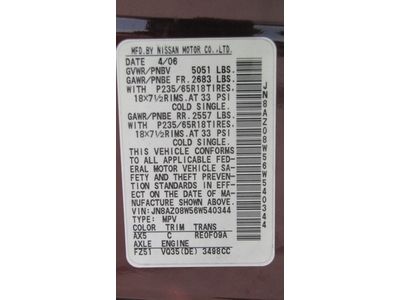 MFD.BY NISSAN MOTOR CO.,LTD.
DATE 4/06
GVWR/PNBV 5051 LBS.
GAWR/PNBE FR. 2683 LBS.
WITH P235/65R18TIRES.
18X7½RIMS.AT 33 PSI
COLD SINGLE.
GAWR/PNBE RR. 2557 LBS.
WITH P235/65R18TIRES.
18X7½RIMS.AT 33 PSI
COLD SINGLE.
THIS VEHICLE CONFORMS
TO ALL APPLICABLE FED-
ERAL MOTOR VEHICLE SA-
FETY AND THEFT PREVEN-
TION STANDARDS IN EFF-
ECT ON THE DATE OF MA-
NUFACTURE SHOWN ABOVE.
VIN:JN8AZ08W56W540344
TYPE: MPV
COLOR TRIM TRANS
AX5 C RE0F09A
AXLE ENGINE
FZ51 VQ35(DE) 3498CC
JN8AZ08W56W540344